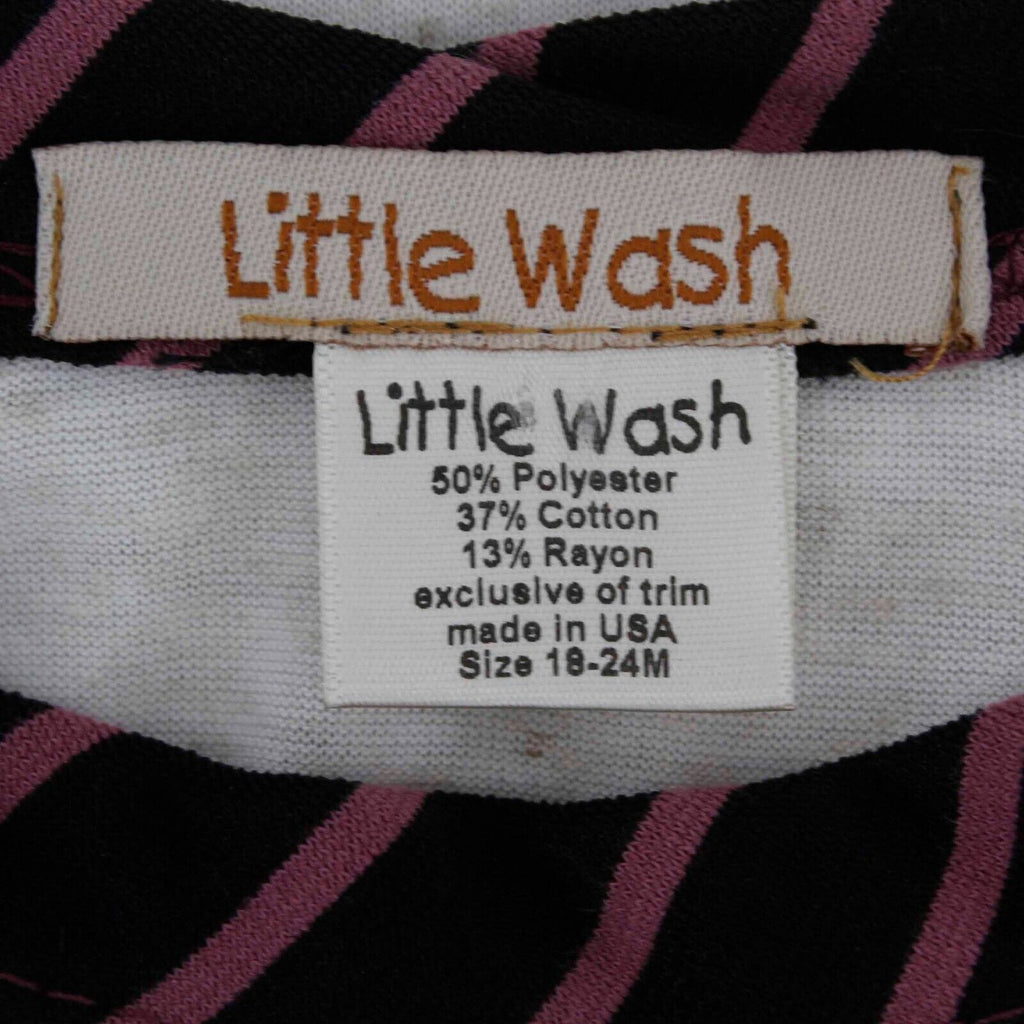 Little Wash
Little Wash
50% Polyester
37% Cotton
13% Rayon
exclusive of trim
made in USA
Size 18-24M